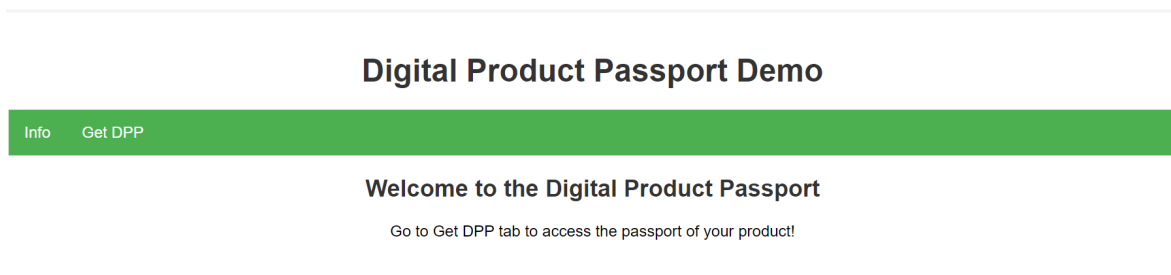 Digital Product Passport Demo
Info Get DPP
Welcome to the Digital Product Passport
Go to Get DPP tab to access the passport of your product!